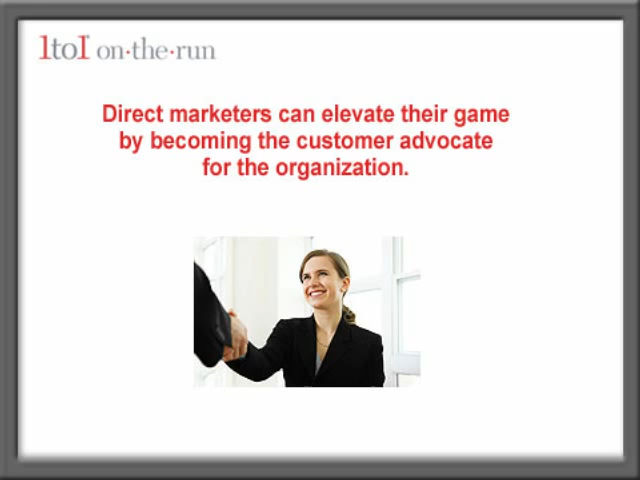 1to1 on·the·run
Direct marketers can elevate their game
by becoming the customer advocate
for the organization.